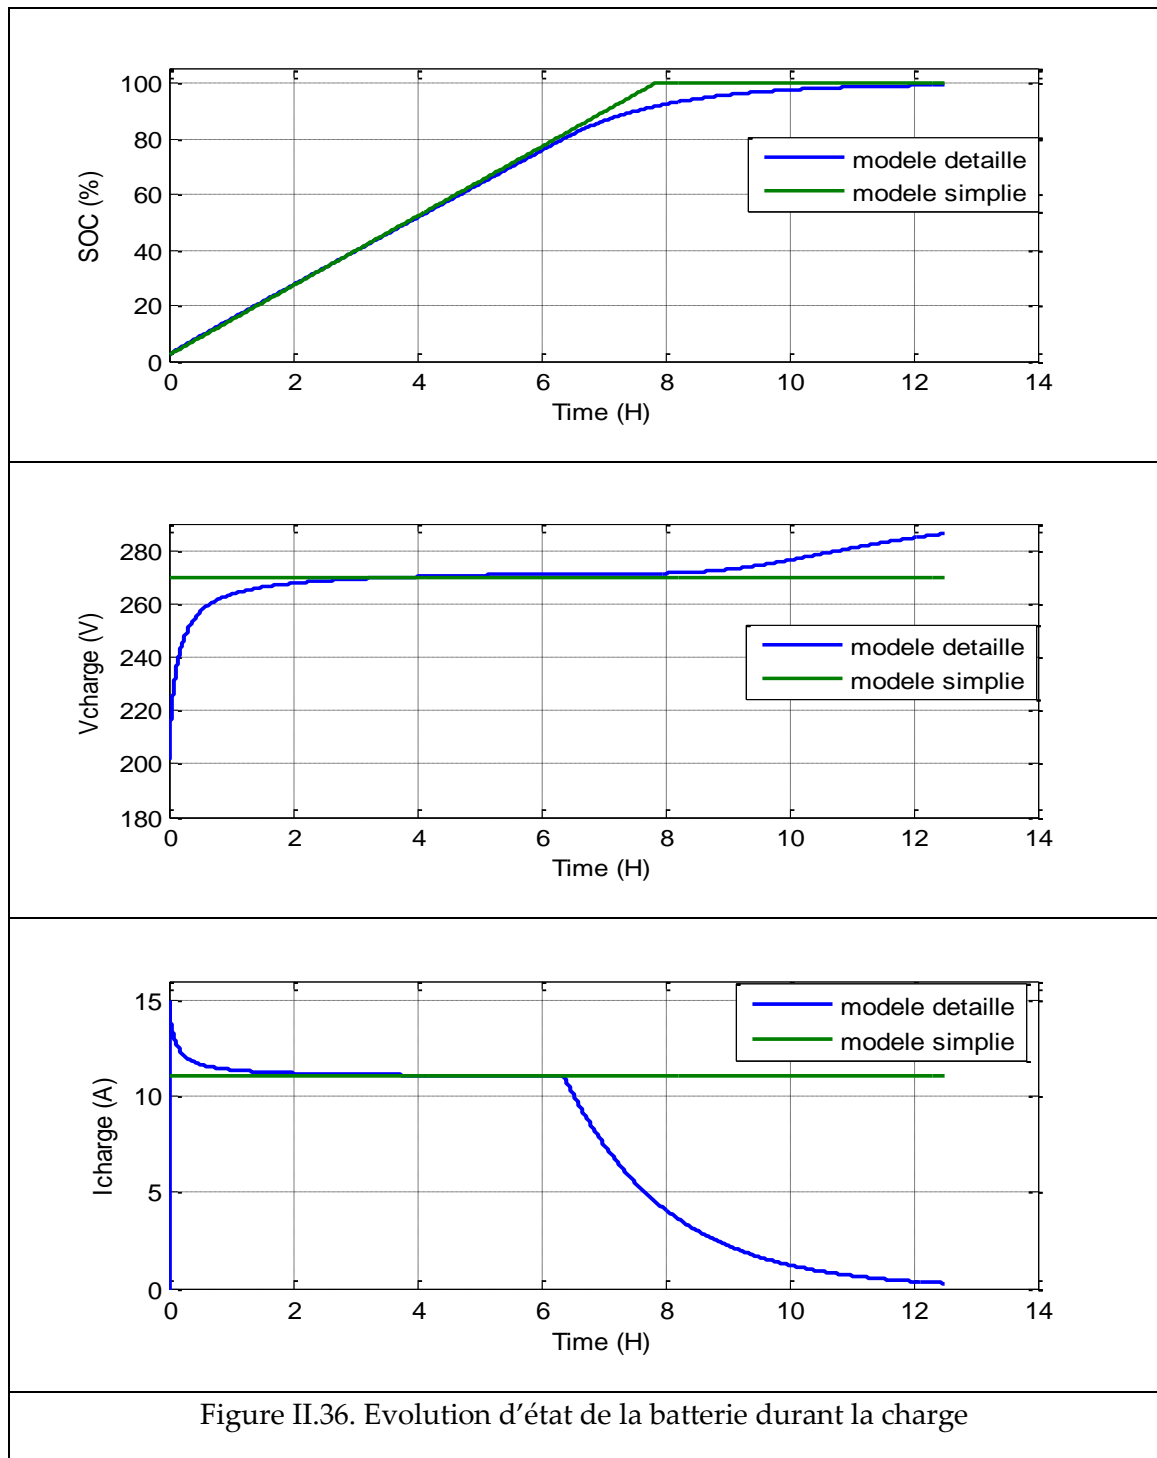 100
80
60
40
20
0
SOC (%)
modele detaille
modele simplie
0 2 4 6 8 10 12 14
Time (H)
280
260
240
220
200
180
Vcharge (V)
modele detaille
modele simplie
0 2 4 6 8 10 12 14
Time (H)
15
10
5
0
Icharge (A)
modele detaille
modele simplie
0 2 4 6 8 10 12 14
Time (H)
Figure II.36. Evolution d’état de la batterie durant la charge